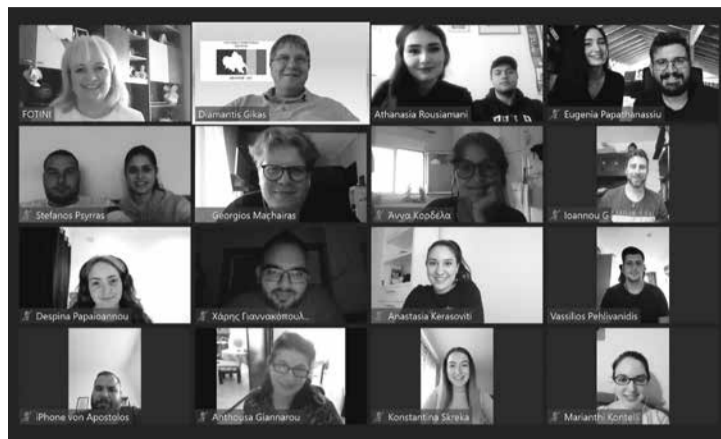 FOTINI
Diamantis Gikas
Athanasia Rousiamani
Eugenia Papathanassiu
Stefanos Psyrras
Georgios Machairas
Άννα Κορδέλα
Ioannou G
Despina Papaioannou
Χάρης Γιαννακόπουλ...
Anastasia Kerasoviti
Vassilios Pehlivanidis
iPhone von Apostolos
Anthousa Giannarou
Konstantina Skreka
Marianthi Kontelli